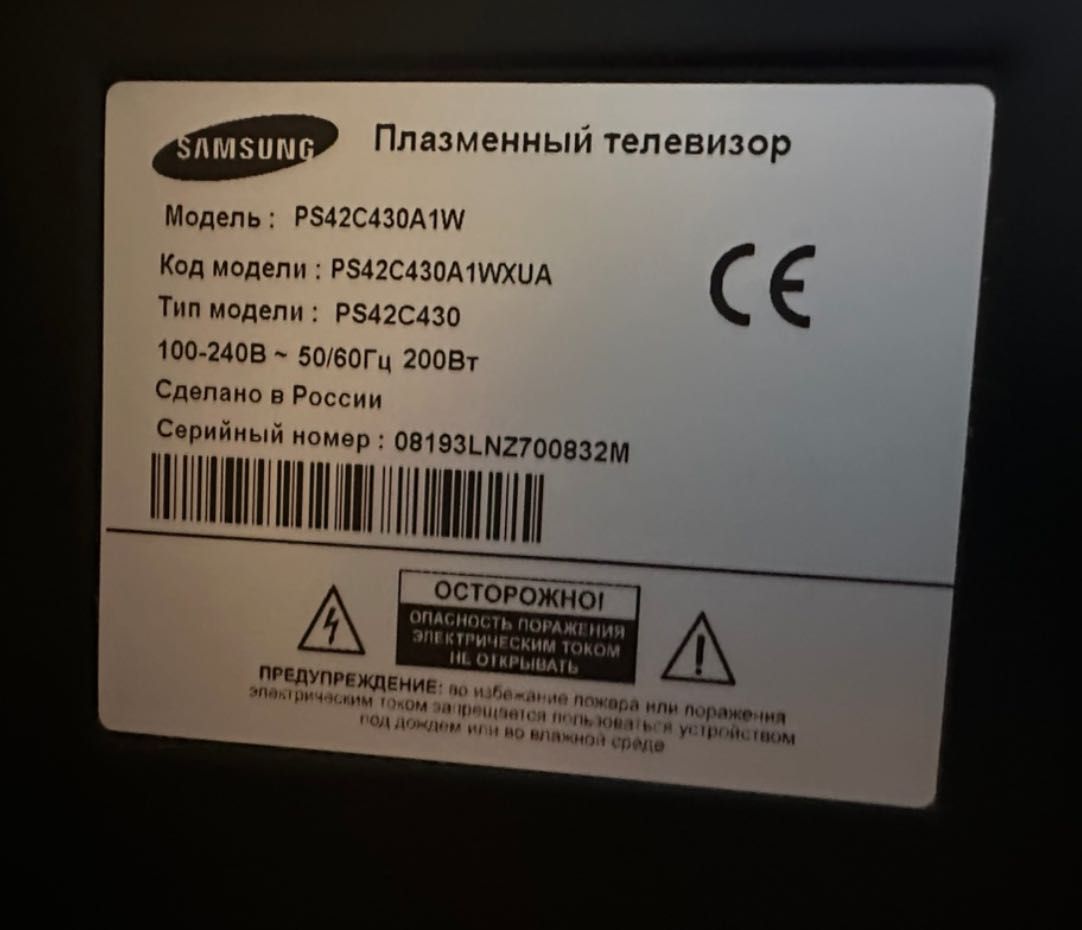 SAMSUNG Плазменный телевизор
Модель : PS42C430A1W
Код модели : PS42C430A1WXUA
Тип модели : PS42C430
100-240В ~ 50/60Гц 200Вт
Сделано в России
Серийный номер : 08193LNZ700832M
CE
ОСТОРОЖНО!
ОПАСНОСТЬ ПОРАЖЕНИЯ
ЭЛЕКТРИЧЕСКИМ ТОКОМ
НЕ ОТКРЫВАТЬ
ПРЕДУПРЕЖДЕНИЕ: во избежание пожара или поражения
электрическим током запрещается пользоваться устройством
под дождем или во влажной среде